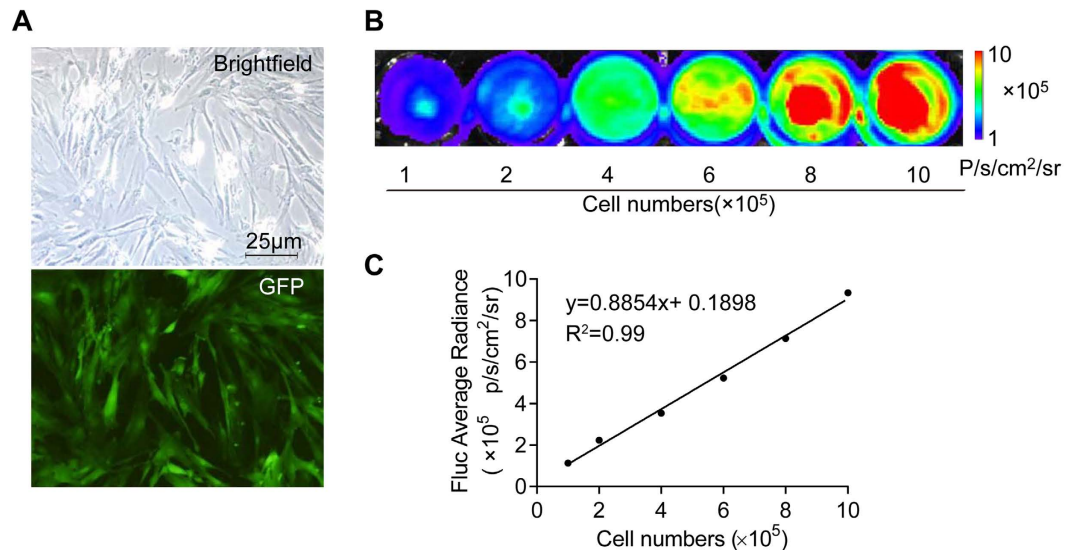 A
Brightfield
25μm
GFP
B
10
×10⁵
1
P/s/cm²/sr
1 2 4 6 8 10
Cell numbers(×10⁵)
C
y=0.8854x+ 0.1898
R²=0.99
Fluc Average Radiance
( ×10⁵ p/s/cm²/sr)
10
8
6
4
2
0
0 2 4 6 8 10
Cell numbers (×10⁵)